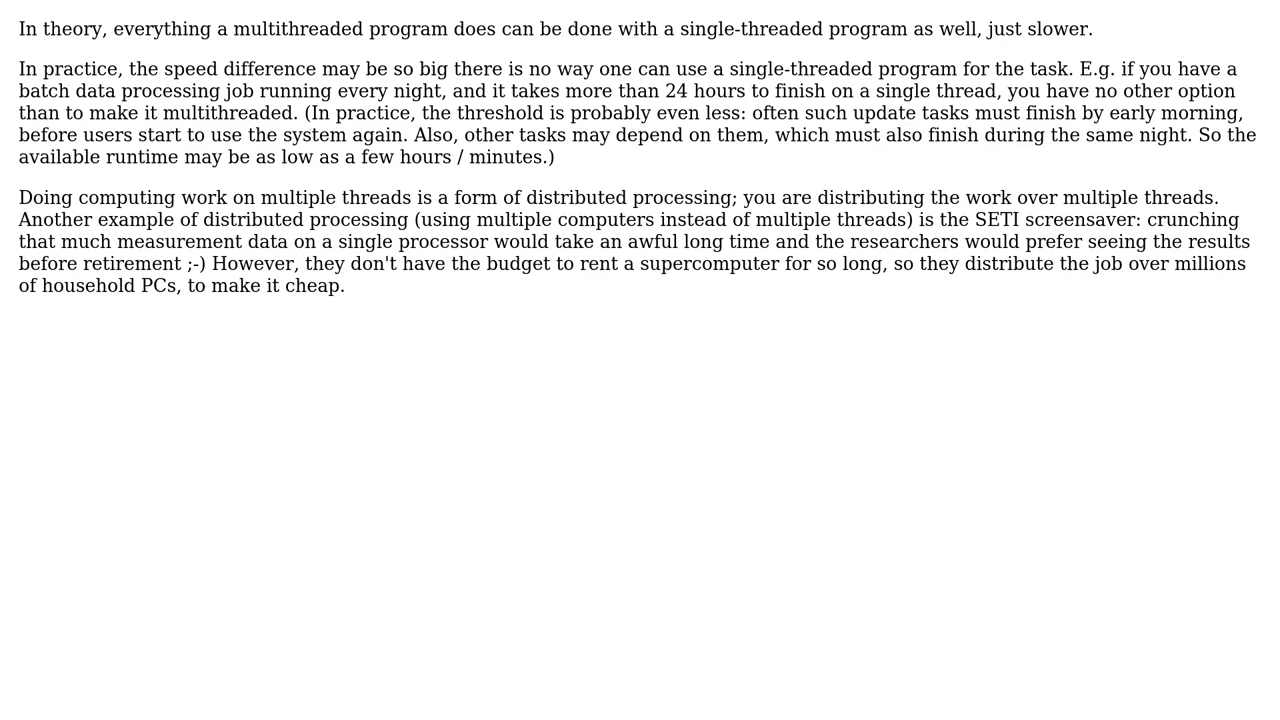 In theory, everything a multithreaded program does can be done with a single-threaded program as well, just slower.
In practice, the speed difference may be so big there is no way one can use a single-threaded program for the task. E.g. if you have a
batch data processing job running every night, and it takes more than 24 hours to finish on a single thread, you have no other option
than to make it multithreaded. (In practice, the threshold is probably even less: often such update tasks must finish by early morning,
before users start to use the system again. Also, other tasks may depend on them, which must also finish during the same night. So the
available runtime may be as low as a few hours / minutes.)
Doing computing work on multiple threads is a form of distributed processing; you are distributing the work over multiple threads.
Another example of distributed processing (using multiple computers instead of multiple threads) is the SETI screensaver: crunching
that much measurement data on a single processor would take an awful long time and the researchers would prefer seeing the results
before retirement ;-) However, they don't have the budget to rent a supercomputer for so long, so they distribute the job over millions
of household PCs, to make it cheap.